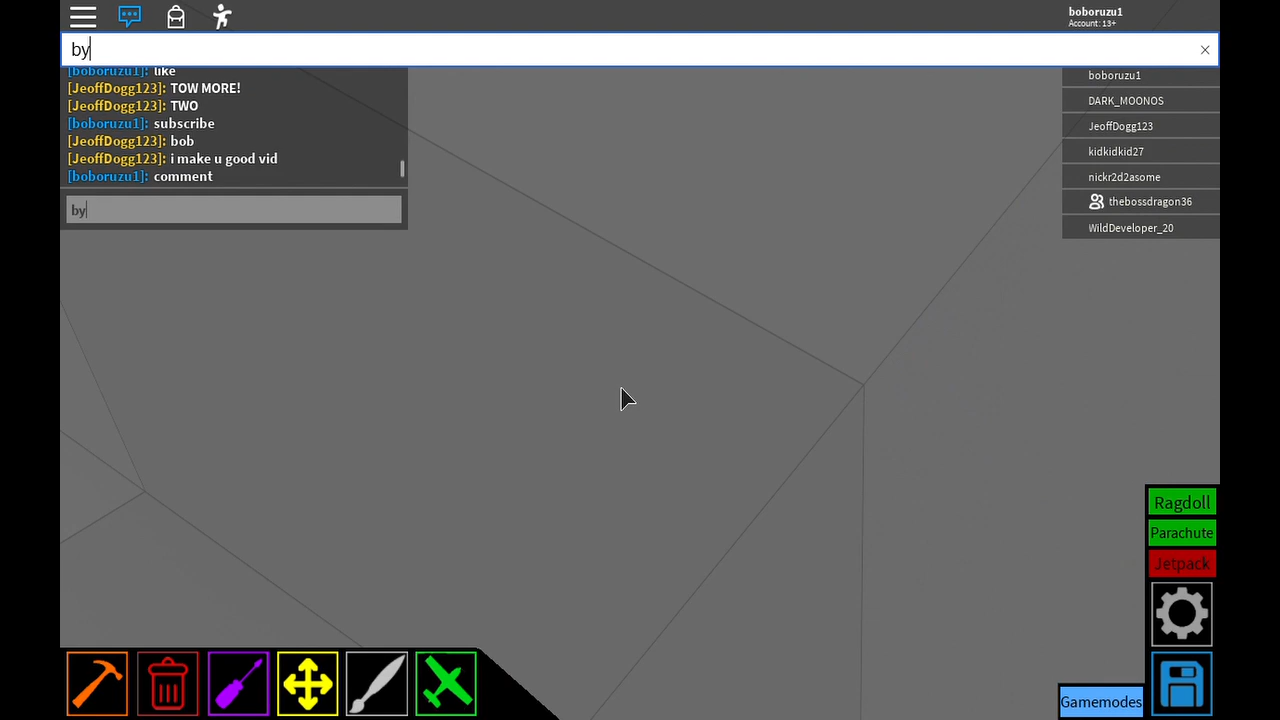 boboruzu1
Account: 13+
by
[boboruzu1]: like
[JeoffDogg123]: TOW MORE!
[JeoffDogg123]: TWO
[boboruzu1]: subscribe
[JeoffDogg123]: bob
[JeoffDogg123]: i make u good vid
[boboruzu1]: comment
by
boboruzu1
DARK_MOONOS
JeoffDogg123
kidkidkid27
nickr2d2asome
thebossdragon36
WildDeveloper_20
Ragdoll
Parachute
Jetpack
Gamemodes